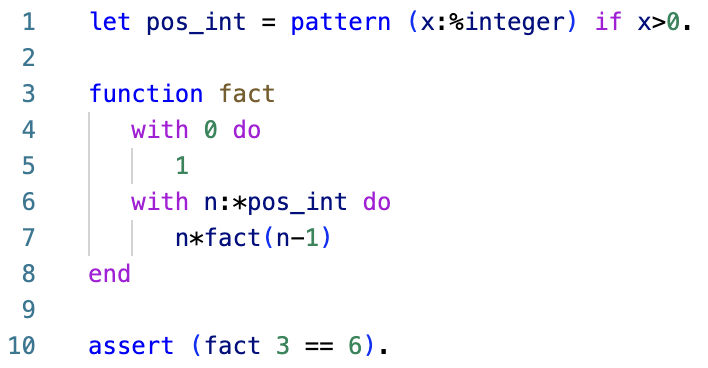 1 let pos_int = pattern (x:%integer) if x>0.
2
3 function fact
4 with 0 do
5 1
6 with n:*pos_int do
7 n*fact(n-1)
8 end
9
10 assert (fact 3 == 6).